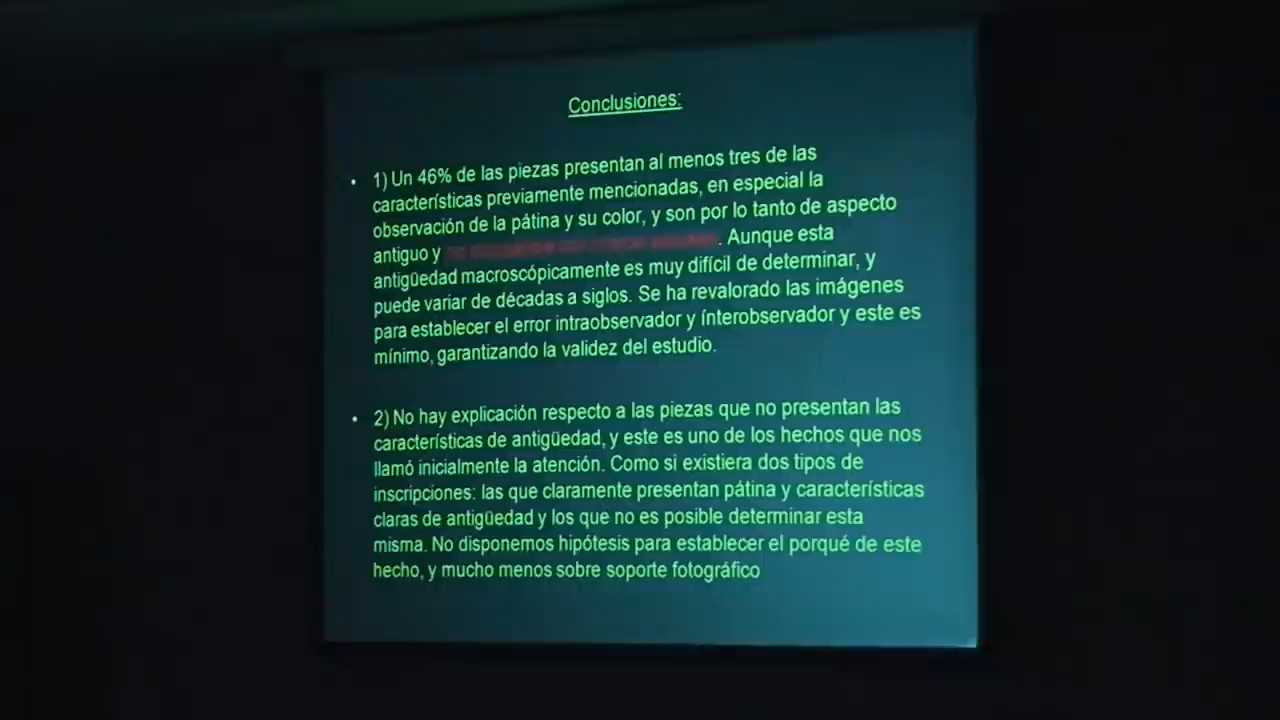 Conclusiones:
• 1) Un 46% de las piezas presentan al menos tres de las
características previamente mencionadas, en especial la
observación de la pátina y su color, y son por lo tanto de aspecto
antiguo y . Aunque esta
antigüedad macroscópicamente es muy difícil de determinar, y
puede variar de décadas a siglos. Se ha revalorado las imágenes
para establecer el error intraobservador y ínterobservador y este es
mínimo, garantizando la validez del estudio.
• 2) No hay explicación respecto a las piezas que no presentan las
características de antigüedad, y este es uno de los hechos que nos
llamó inicialmente la atención. Como si existiera dos tipos de
inscripciones: las que claramente presentan pátina y características
claras de antigüedad y los que no es posible determinar esta
misma. No disponemos hipótesis para establecer el porqué de este
hecho, y mucho menos sobre soporte fotográfico